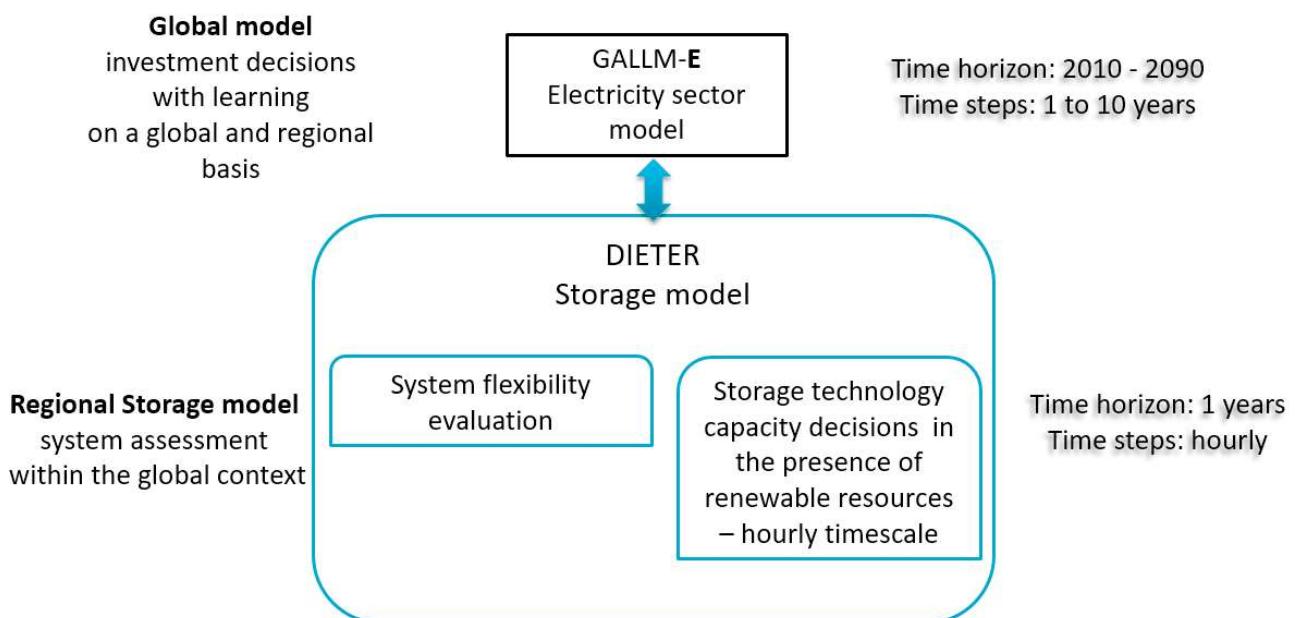 Global model
investment decisions
with learning
on a global and regional
basis
GALLM-E
Electricity sector
model
Time horizon: 2010 - 2090
Time steps: 1 to 10 years
DIETER
Storage model
Regional Storage model
system assessment
within the global context
System flexibility
evaluation
Storage technology
capacity decisions in
the presence of
renewable resources
– hourly timescale
Time horizon: 1 years
Time steps: hourly